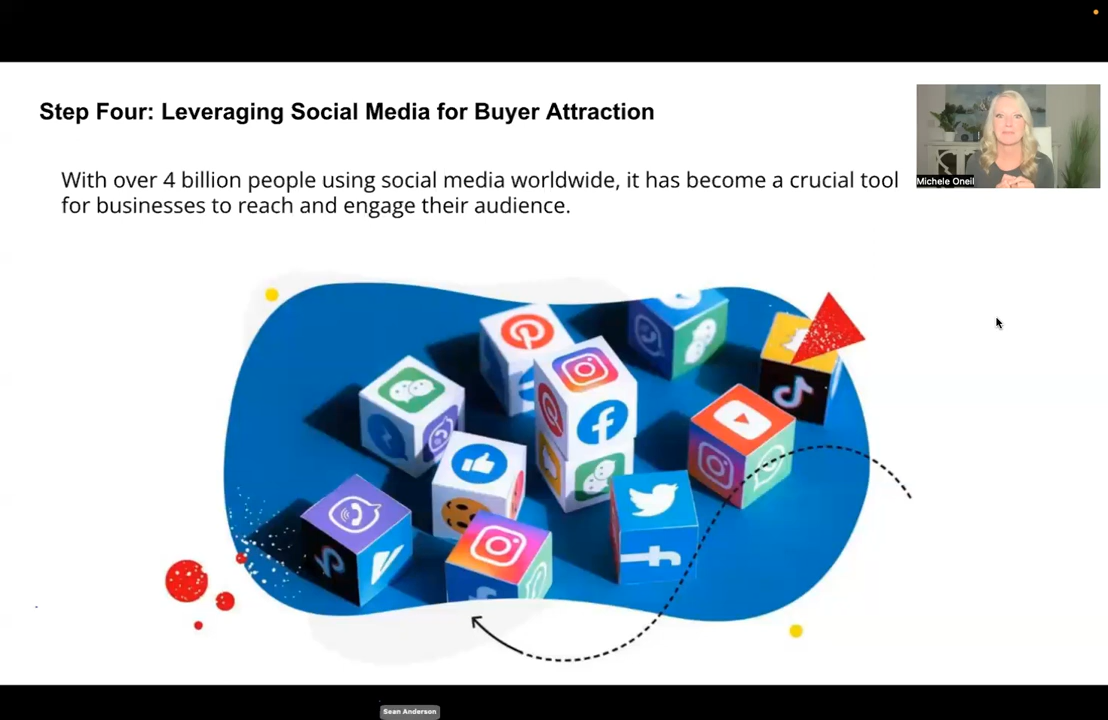 Step Four: Leveraging Social Media for Buyer Attraction
With over 4 billion people using social media worldwide, it has become a crucial tool
for businesses to reach and engage their audience.
Michele Oneil
Sean Anderson